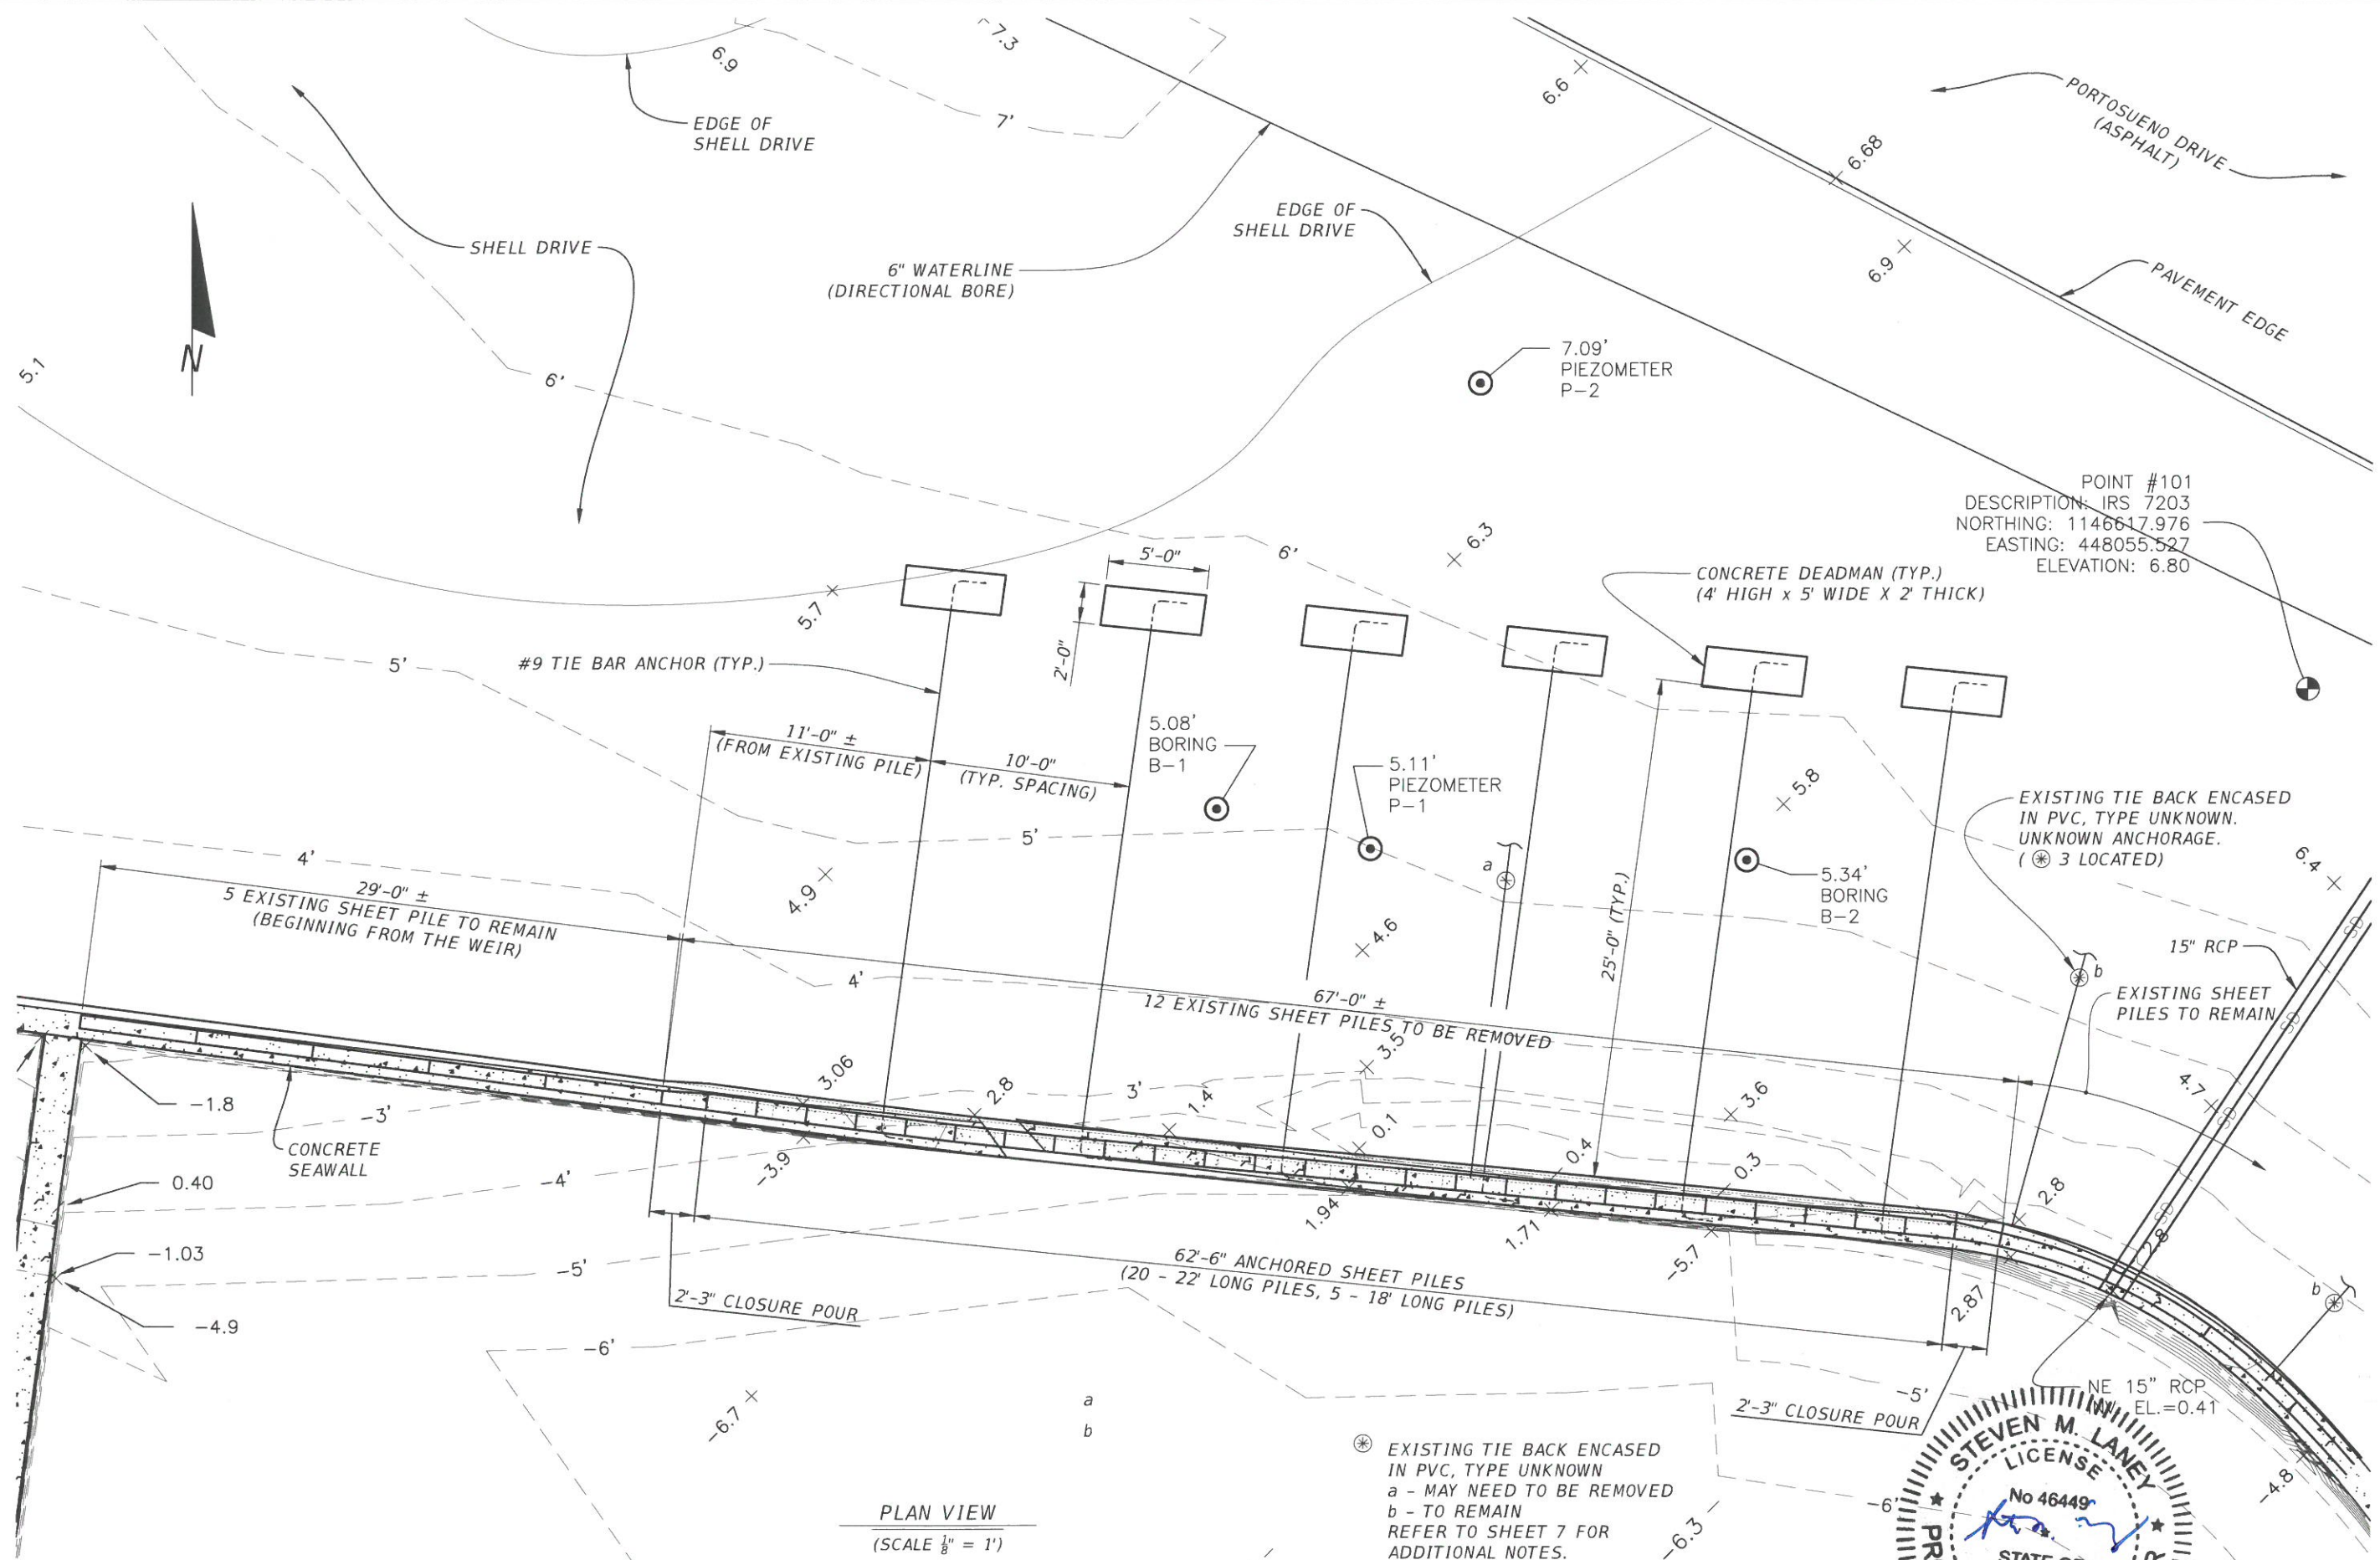 7.3
6.9
6.6
EDGE OF
SHELL DRIVE
7'
PORTOSUENO DRIVE
(ASPHALT)
6.68
SHELL DRIVE
EDGE OF
SHELL DRIVE
6" WATERLINE
(DIRECTIONAL BORE)
6.9
PAVEMENT EDGE
N
5.1
6'
7.09'
PIEZOMETER
P-2
POINT #101
DESCRIPTION: IRS 7203
NORTHING: 1146617.976
EASTING: 448055.527
ELEVATION: 6.80
6.3
6'
5'-0"
5.7
2'-0"
CONCRETE DEADMAN (TYP.)
(4' HIGH x 5' WIDE X 2' THICK)
5'
#9 TIE BAR ANCHOR (TYP.)
11'-0" ±
(FROM EXISTING PILE)
10'-0"
(TYP. SPACING)
5.08'
BORING
B-1
5.11'
PIEZOMETER
P-1
5.8
EXISTING TIE BACK ENCASED
IN PVC, TYPE UNKNOWN.
UNKNOWN ANCHORAGE.
( 3 LOCATED)
5'
4'
6.4
a
25'-0" (TYP.)
5.34'
BORING
B-2
29'-0" ±
5 EXISTING SHEET PILE TO REMAIN
(BEGINNING FROM THE WEIR)
4.9
4.6
15" RCP
b
EXISTING SHEET
PILES TO REMAIN
4'
67'-0" ±
12 EXISTING SHEET PILES TO BE REMOVED
SD
SD
SD
SD
3.06
2.8
3'
1.4
3.5
0.1
3.6
4.7
-1.8
-3'
CONCRETE
SEAWALL
0.40
-4'
-3.9
1.94
0.4
1.71
0.3
2.8
2.8
-1.03
-5'
62'-6" ANCHORED SHEET PILES
(20 - 22' LONG PILES, 5 - 18' LONG PILES)
-5.7
2.87
b
2'-3" CLOSURE POUR
-4.9
-6'
-6.7
a
b
-5'
2'-3" CLOSURE POUR
NE 15" RCP
EL.=0.41
EXISTING TIE BACK ENCASED
IN PVC, TYPE UNKNOWN
a - MAY NEED TO BE REMOVED
b - TO REMAIN
REFER TO SHEET 7 FOR
ADDITIONAL NOTES.
-6.3
-6'
-4.8
STEVEN M. LANEY
LICENSE
No 46449
STATE OF
PR
PLAN VIEW
(SCALE 1/8" = 1')